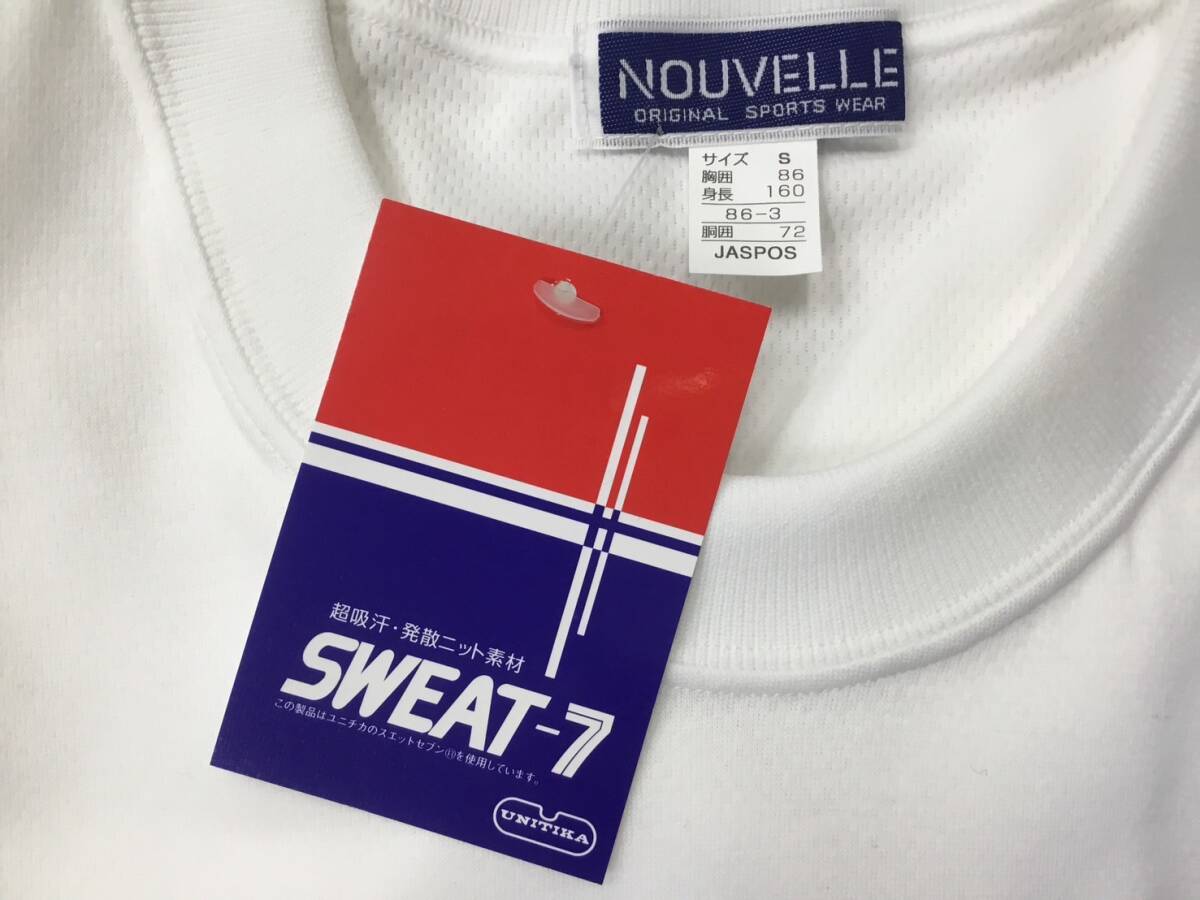 NOUVELLE
ORIGINAL SPORTS WEAR
サイズ S
胸囲 86
身長 160
86-3
胴囲 72
JASPOS
超吸汗・発散ニット素材
SWEAT-7
この製品はユニチカのスエットセブンⓇを使用しています。
UNITIKA